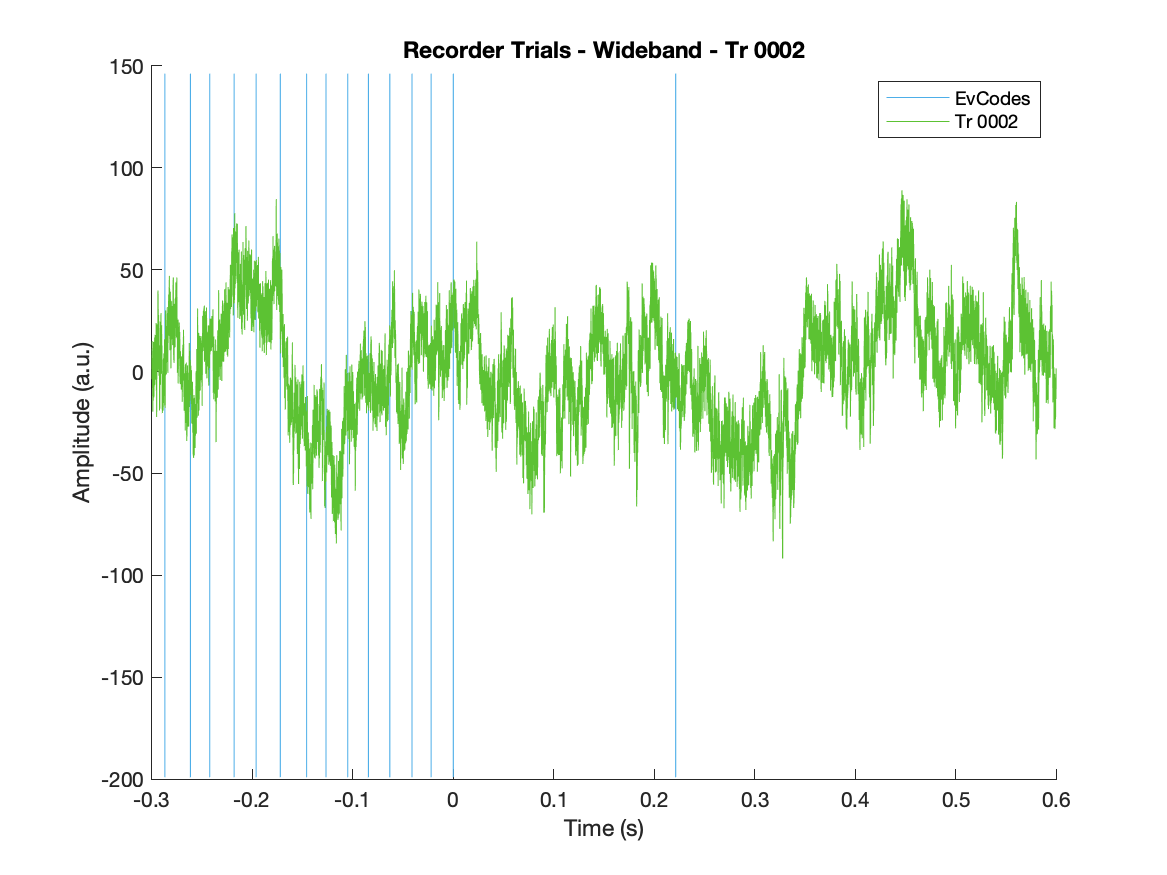 Recorder Trials - Wideband - Tr 0002
150
100
50
0
-50
-100
-150
-200
Amplitude (a.u.)
EvCodes
Tr 0002
-0.3 -0.2 -0.1 0 0.1 0.2 0.3 0.4 0.5 0.6
Time (s)